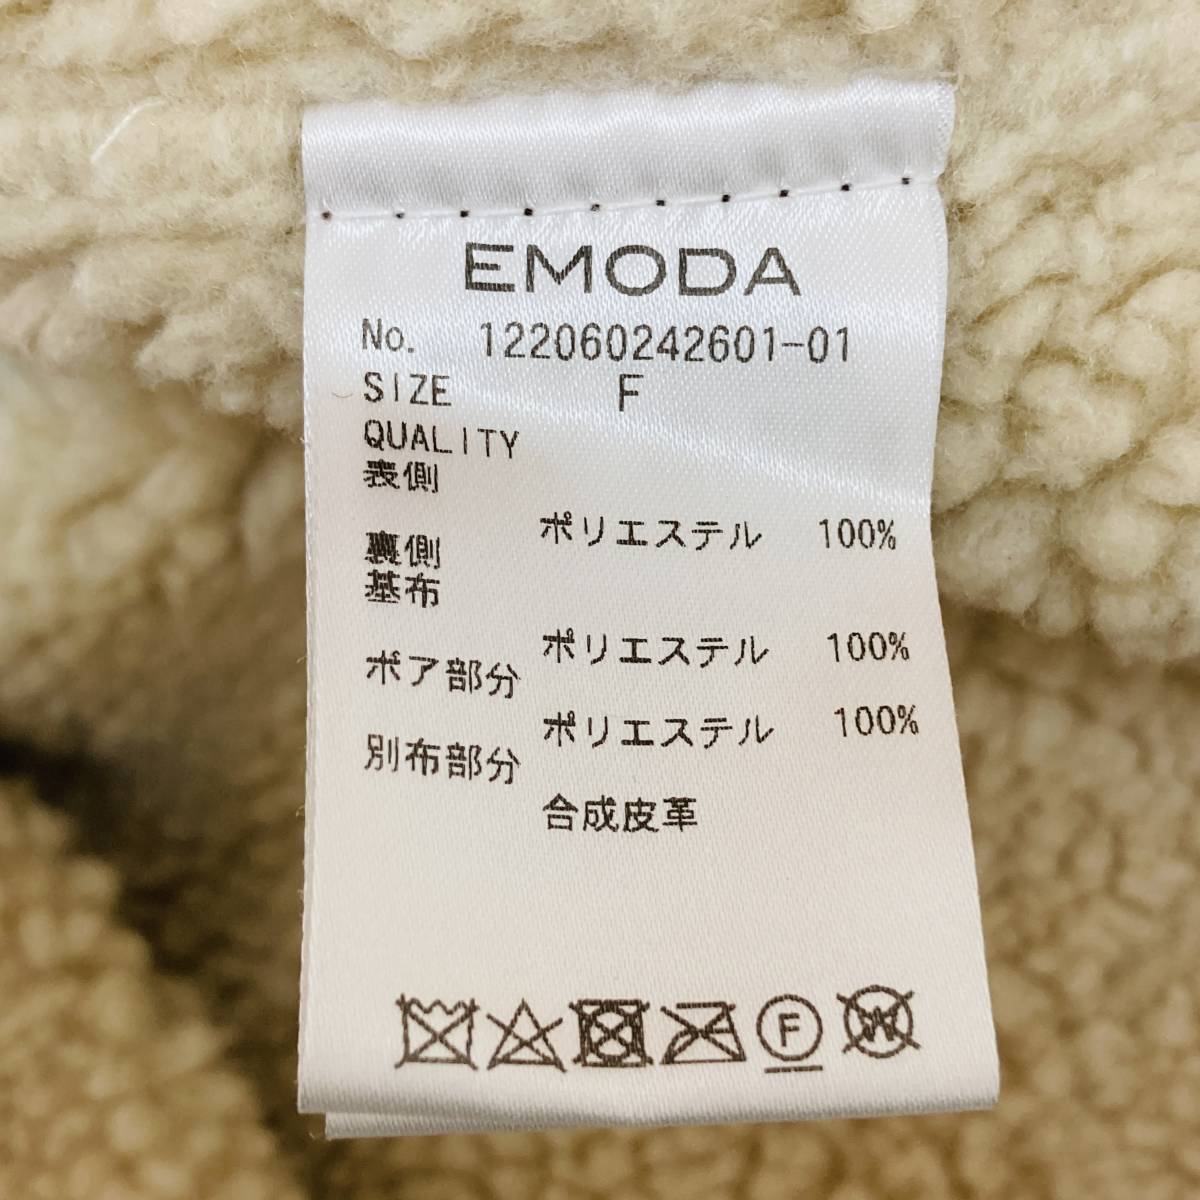 EMODA
No. 122060242601-01
SIZE F
QUALITY
表側
ポリエステル 100%
裏側
基布
ポリエステル 100%
ボア部分
ポリエステル 100%
別布部分
合成皮革
F W